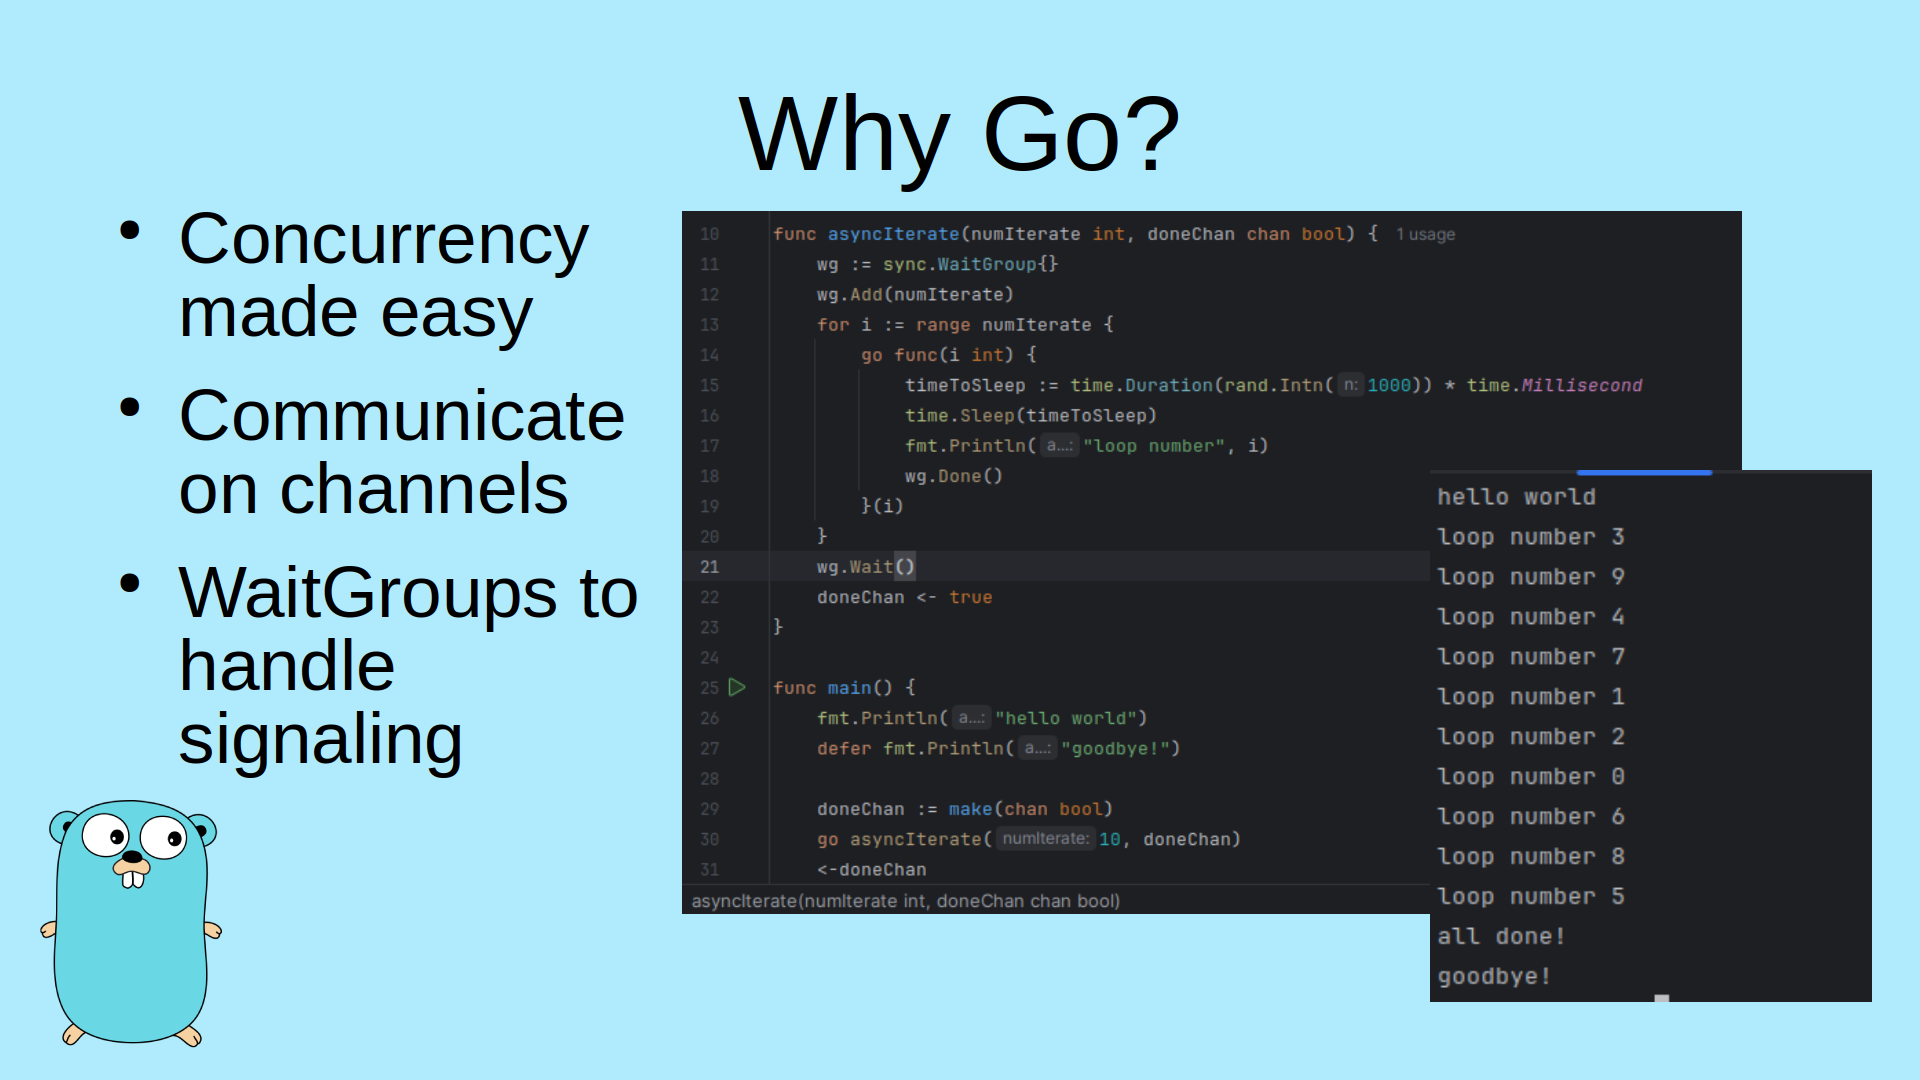 Why Go?
• Concurrency
made easy
• Communicate
on channels
• WaitGroups to
handle
signaling
10 func asyncIterate(numIterate int, doneChan chan bool) { 1 usage
11 wg := sync.WaitGroup{}
12 wg.Add(numIterate)
13 for i := range numIterate {
14 go func(i int) {
15 timeToSleep := time.Duration(rand.Intn( n: 1000)) * time.Millisecond
16 time.Sleep(timeToSleep)
17 fmt.Println( a...: "loop number", i)
18 wg.Done()
19 }(i)
20 }
21 wg.Wait()
22 doneChan <- true
23 }
24
25 func main() {
26 fmt.Println( a...: "hello world")
27 defer fmt.Println( a...: "goodbye!")
28
29 doneChan := make(chan bool)
30 go asyncIterate( numIterate: 10, doneChan)
31 <-doneChan
asyncIterate(numIterate int, doneChan chan bool)
hello world
loop number 3
loop number 9
loop number 4
loop number 7
loop number 1
loop number 2
loop number 0
loop number 6
loop number 8
loop number 5
all done!
goodbye!